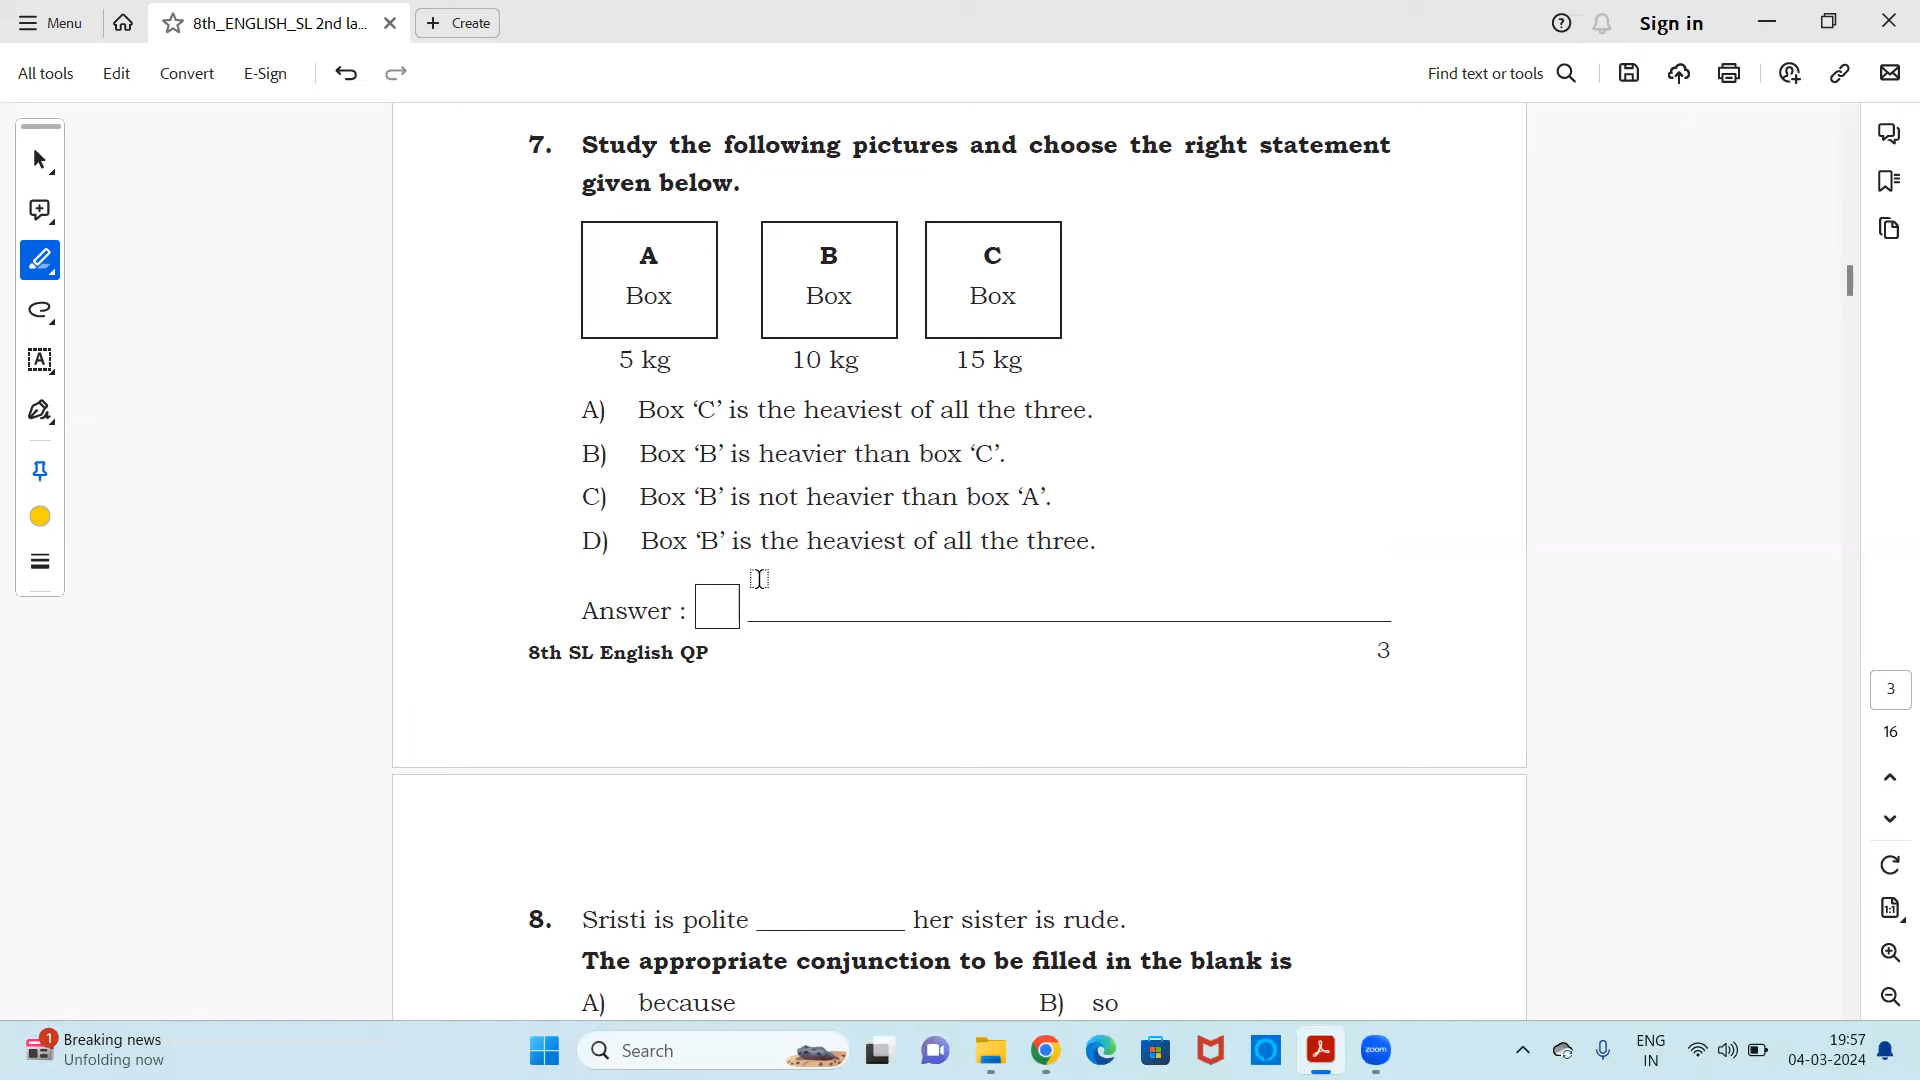 Menu
8th_ENGLISH_SL 2nd la...
Create
Sign in
All tools
Edit
Convert
E-Sign
Find text or tools
7. Study the following pictures and choose the right statement
given below.
A B C
Box Box Box
5 kg 10 kg 15 kg
A) Box ‘C’ is the heaviest of all the three.
B) Box ‘B’ is heavier than box ‘C’.
C) Box ‘B’ is not heavier than box ‘A’.
D) Box ‘B’ is the heaviest of all the three.
Answer :
8th SL English QP 3
3
16
8. Sristi is polite __________ her sister is rude.
The appropriate conjunction to be filled in the blank is
A) because B) so
1
Breaking news
Unfolding now
Search
zoom
ENG
IN
19:57
04-03-2024